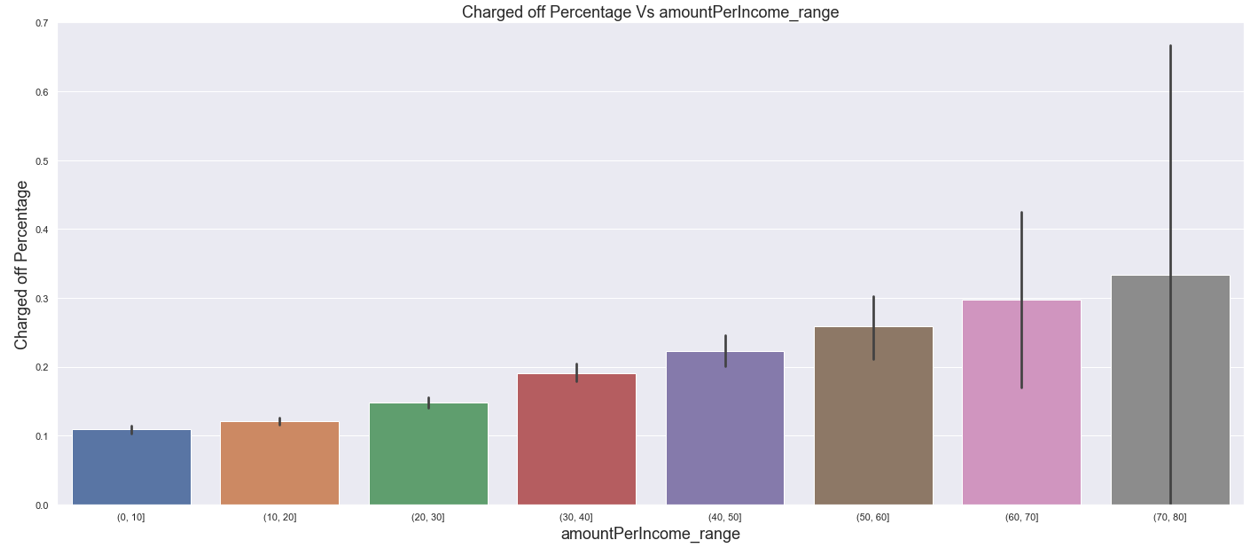 Charged off Percentage Vs amountPerIncome_range
0.7
0.6
0.5
0.4
0.3
0.2
0.1
0.0
Charged off Percentage
(0, 10] (10, 20] (20, 30] (30, 40] (40, 50] (50, 60] (60, 70] (70, 80]
amountPerIncome_range